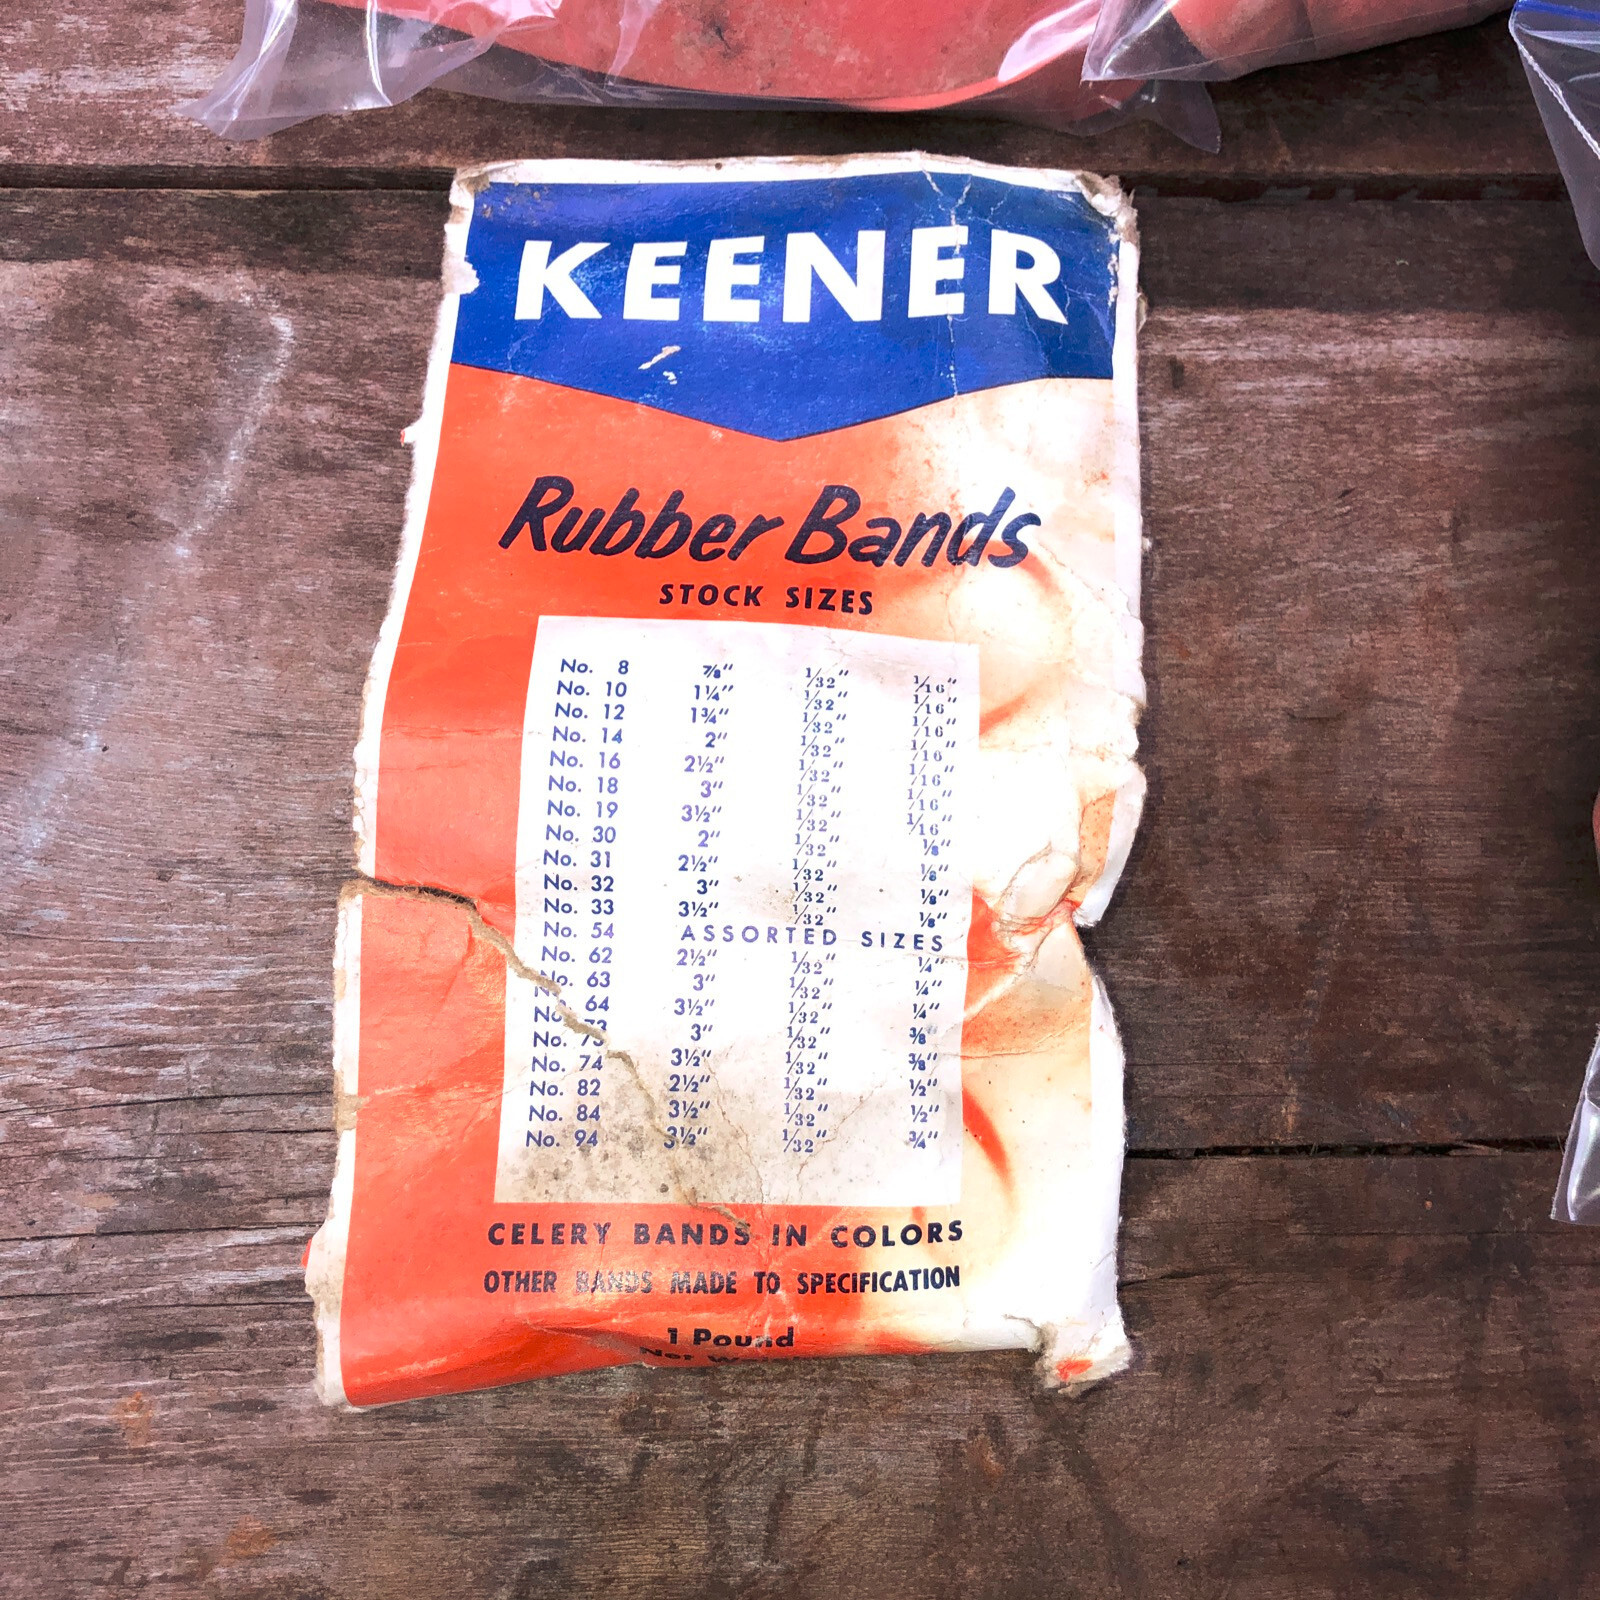 KEENER
Rubber Bands
STOCK SIZES
No. 8 ⅞" 1/32" 1/16"
No. 10 1¼" 1/32" 1/16"
No. 12 1¾" 1/32" 1/16"
No. 14 2" 1/32" 1/16"
No. 16 2½" 1/32" 1/16"
No. 18 3" 1/32" 1/16"
No. 19 3½" 1/32" 1/16"
No. 30 2" 1/32" ⅛"
No. 31 2½" 1/32" ⅛"
No. 32 3" 1/32" ⅛"
No. 33 3½" 1/32" ⅛"
No. 54 ASSORTED SIZES
No. 62 2½" 1/32" ¼"
No. 63 3" 1/32" ¼"
No. 64 3½" 1/32" ¼"
No. 73 3" 1/32" ⅜"
No. 74 3½" 1/32" ⅜"
No. 82 2½" 1/32" ½"
No. 84 3½" 1/32" ½"
No. 94 3½" 1/32" ¾"
CELERY BANDS IN COLORS
OTHER BANDS MADE TO SPECIFICATION
1 Pound
Net